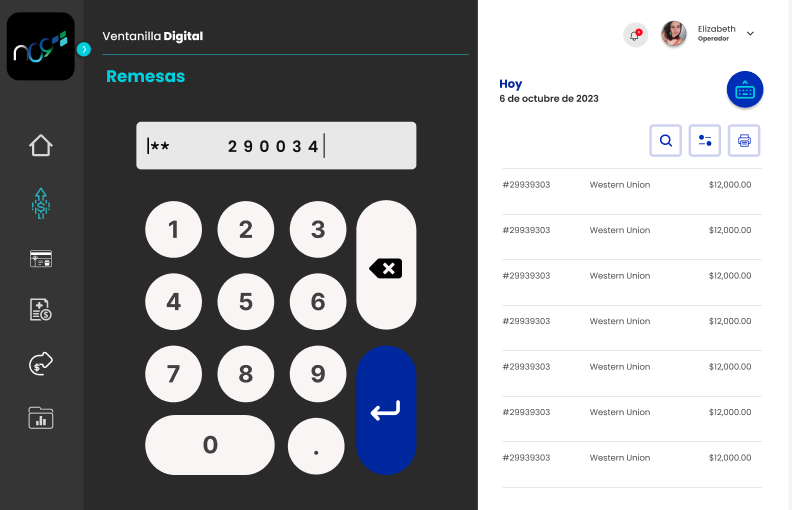 ncg
Ventanilla Digital
Remesas
** 290034
1 2 3
4 5 6
7 8 9
0 .
Elízabeth
Operador
Hoy
6 de octubre de 2023
#29939303 Western Union $12,000.00
#29939303 Western Union $12,000.00
#29939303 Western Union $12,000.00
#29939303 Western Union $12,000.00
#29939303 Western Union $12,000.00
#29939303 Western Union $12,000.00
#29939303 Western Union $12,000.00